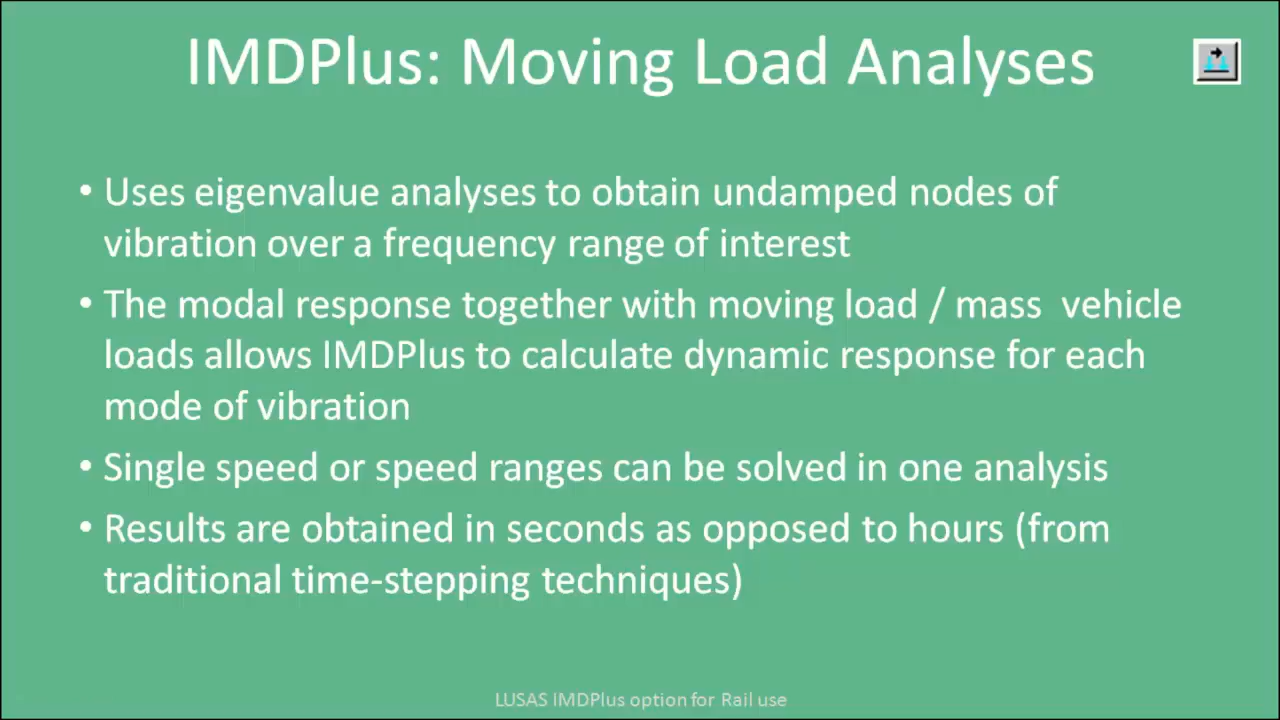 IMDPlus: Moving Load Analyses
• Uses eigenvalue analyses to obtain undamped nodes of
vibration over a frequency range of interest
• The modal response together with moving load / mass  vehicle
loads allows IMDPlus to calculate dynamic response for each
mode of vibration
• Single speed or speed ranges can be solved in one analysis
• Results are obtained in seconds as opposed to hours (from
traditional time-stepping techniques)
LUSAS IMDPlus option for Rail use